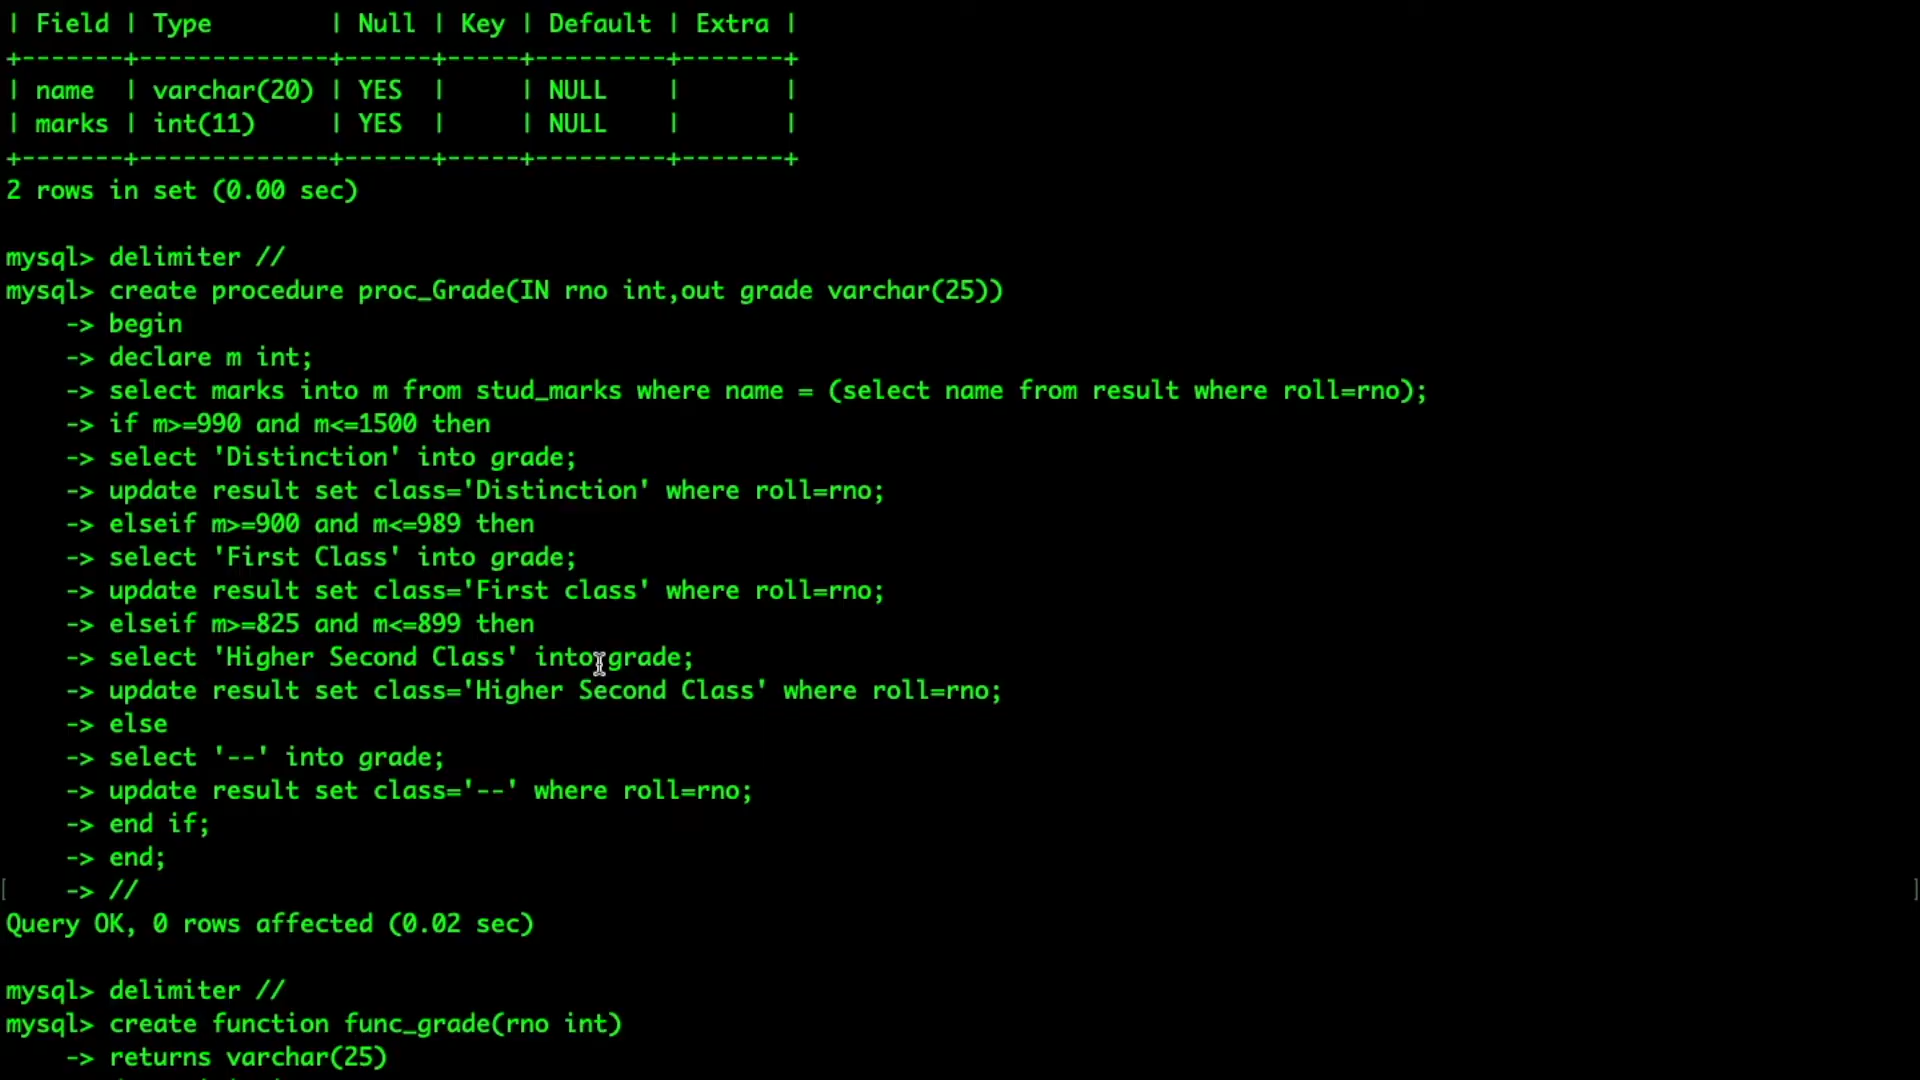 | Field | Type        | Null | Key | Default | Extra |
+-------+-------------+------+-----+---------+-------+
| name  | varchar(20) | YES  |     | NULL    |       |
| marks | int(11)     | YES  |     | NULL    |       |
+-------+-------------+------+-----+---------+-------+
2 rows in set (0.00 sec)

mysql> delimiter //
mysql> create procedure proc_Grade(IN rno int,out grade varchar(25))
    -> begin
    -> declare m int;
    -> select marks into m from stud_marks where name = (select name from result where roll=rno);
    -> if m>=990 and m<=1500 then
    -> select 'Distinction' into grade;
    -> update result set class='Distinction' where roll=rno;
    -> elseif m>=900 and m<=989 then
    -> select 'First Class' into grade;
    -> update result set class='First class' where roll=rno;
    -> elseif m>=825 and m<=899 then
    -> select 'Higher Second Class' into grade;
    -> update result set class='Higher Second Class' where roll=rno;
    -> else
    -> select '--' into grade;
    -> update result set class='--' where roll=rno;
    -> end if;
    -> end;
[    -> // ]
Query OK, 0 rows affected (0.02 sec)

mysql> delimiter //
mysql> create function func_grade(rno int)
    -> returns varchar(25)